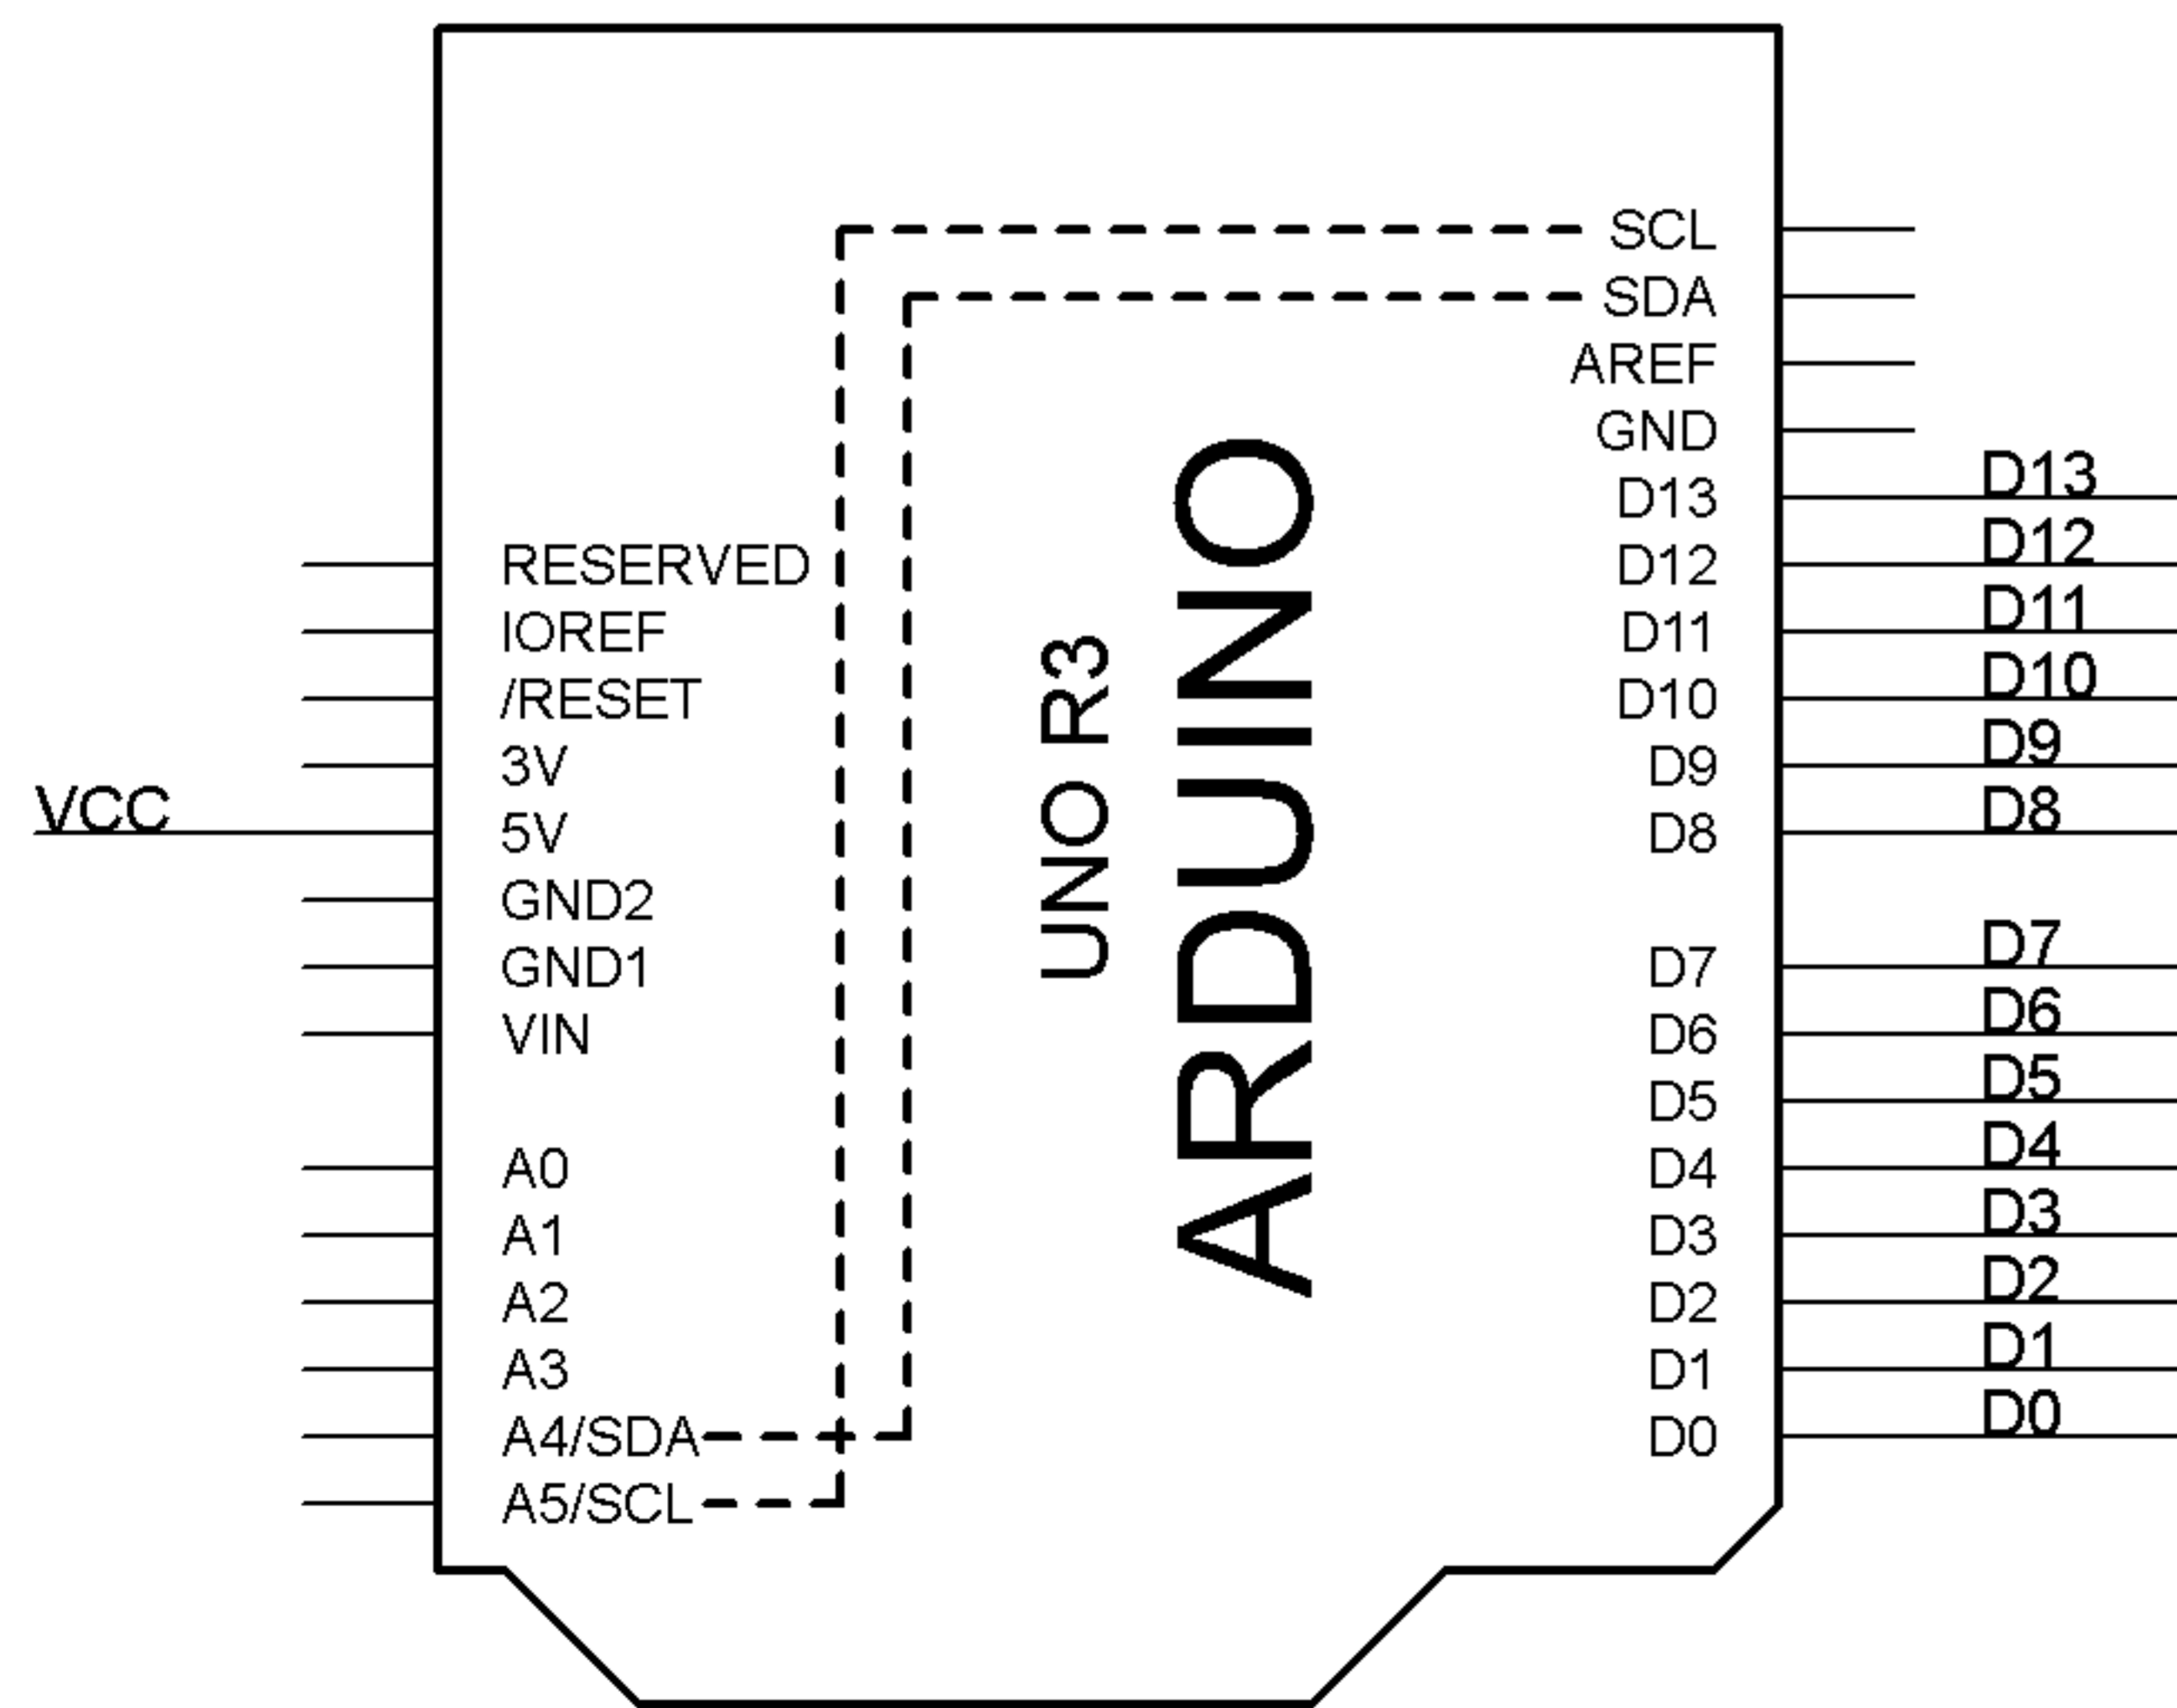 SCL
SDA
AREF
GND
D13 D13
D12 D12
RESERVED
D11 D11
IOREF
D10 D10
/RESET
D9 D9
3V
D8 D8
VCC 5V
GND2
GND1
VIN
D7 D7
D6 D6
D5 D5
D4 D4
A0
D3 D3
A1
D2 D2
A2
D1 D1
A3
D0 D0
A4/SDA
A5/SCL
UNO R3
ARDUINO